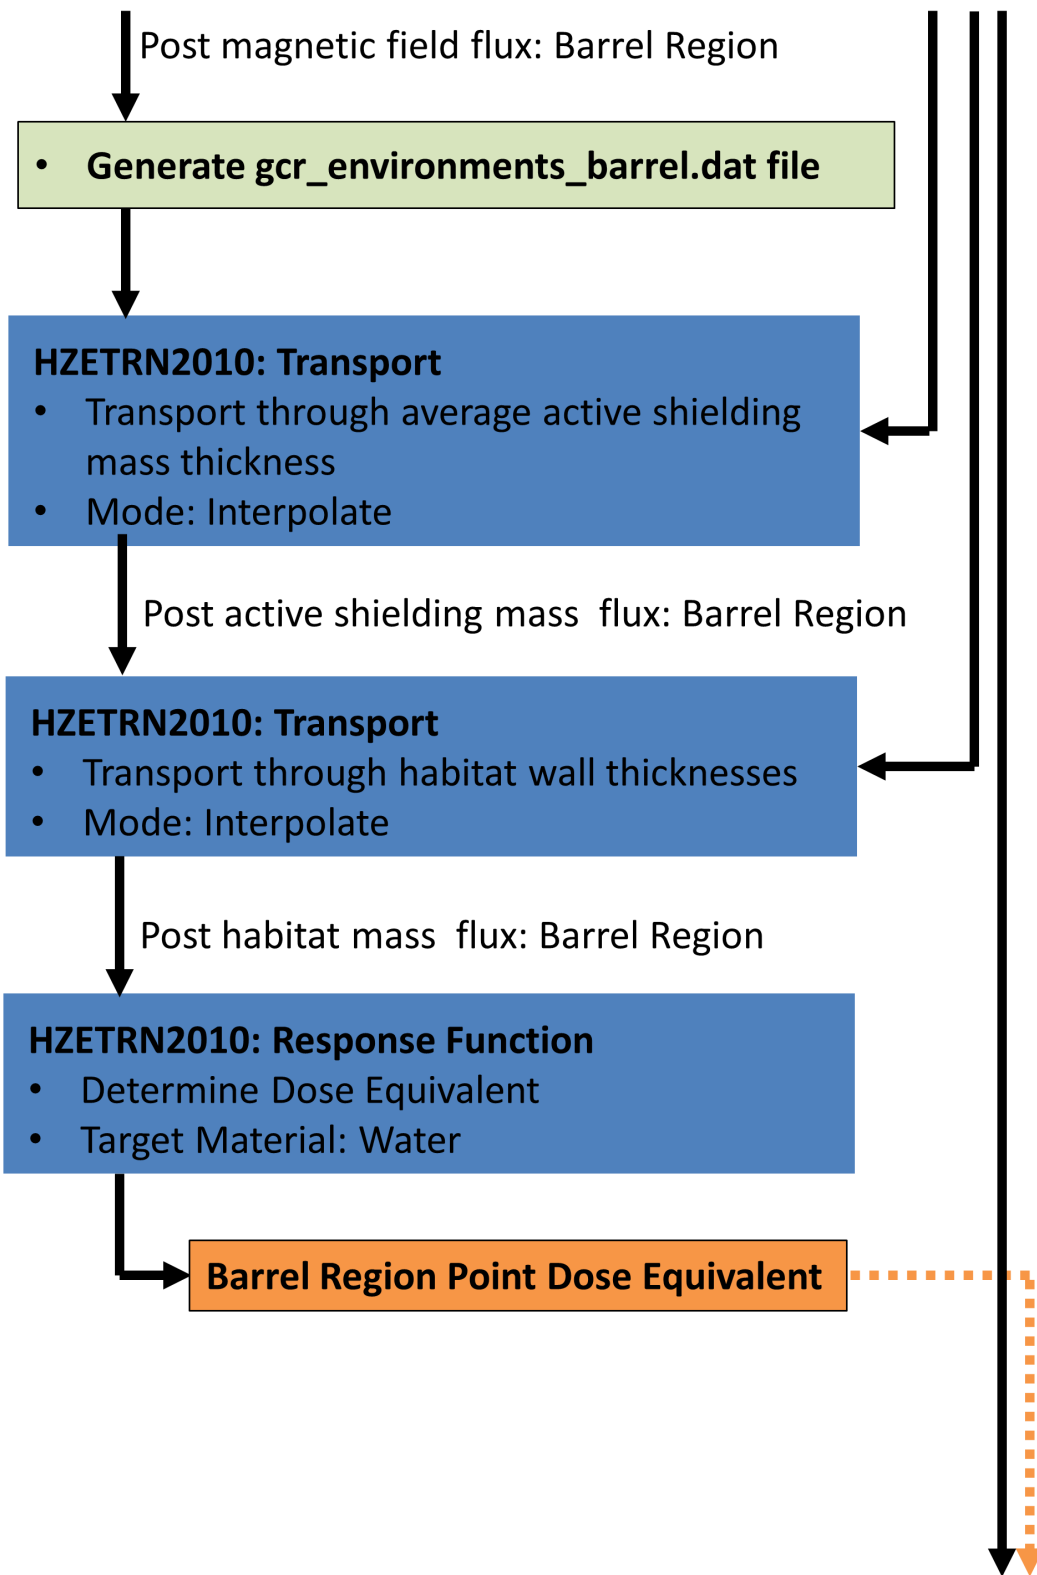 Post magnetic field flux: Barrel Region
• Generate gcr_environments_barrel.dat file
HZETRN2010: Transport
• Transport through average active shielding
mass thickness
• Mode: Interpolate
Post active shielding mass  flux: Barrel Region
HZETRN2010: Transport
• Transport through habitat wall thicknesses
• Mode: Interpolate
Post habitat mass  flux: Barrel Region
HZETRN2010: Response Function
• Determine Dose Equivalent
• Target Material: Water
Barrel Region Point Dose Equivalent